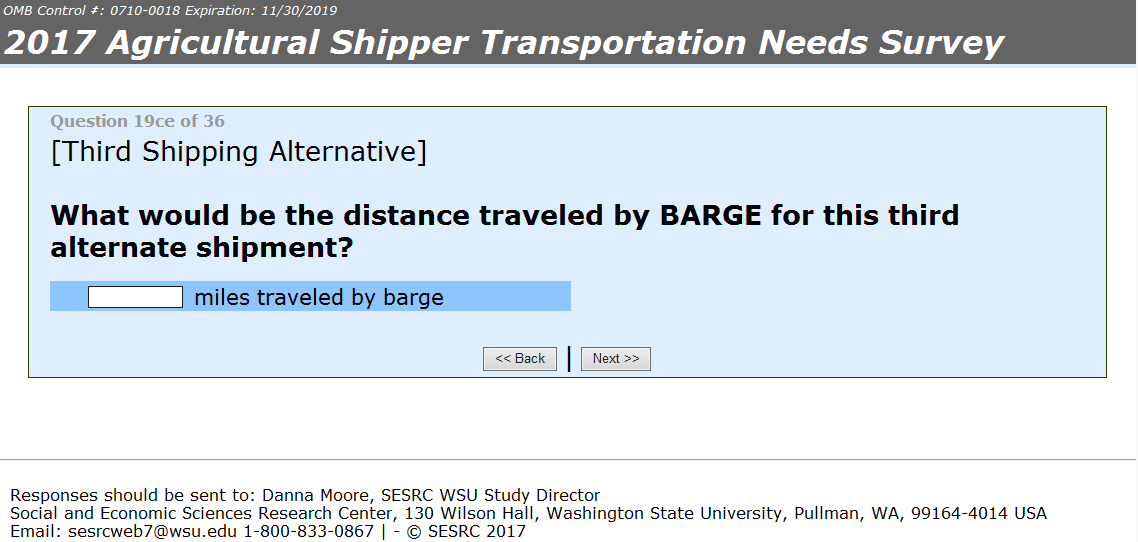 OMB Control #: 0710-0018 Expiration: 11/30/2019
2017 Agricultural Shipper Transportation Needs Survey
Question 19ce of 36
[Third Shipping Alternative]
What would be the distance traveled by BARGE for this third
alternate shipment?
miles traveled by barge
<< Back | Next >>
Responses should be sent to: Danna Moore, SESRC WSU Study Director
Social and Economic Sciences Research Center, 130 Wilson Hall, Washington State University, Pullman, WA, 99164-4014 USA
Email: sesrcweb7@wsu.edu 1-800-833-0867 | - © SESRC 2017